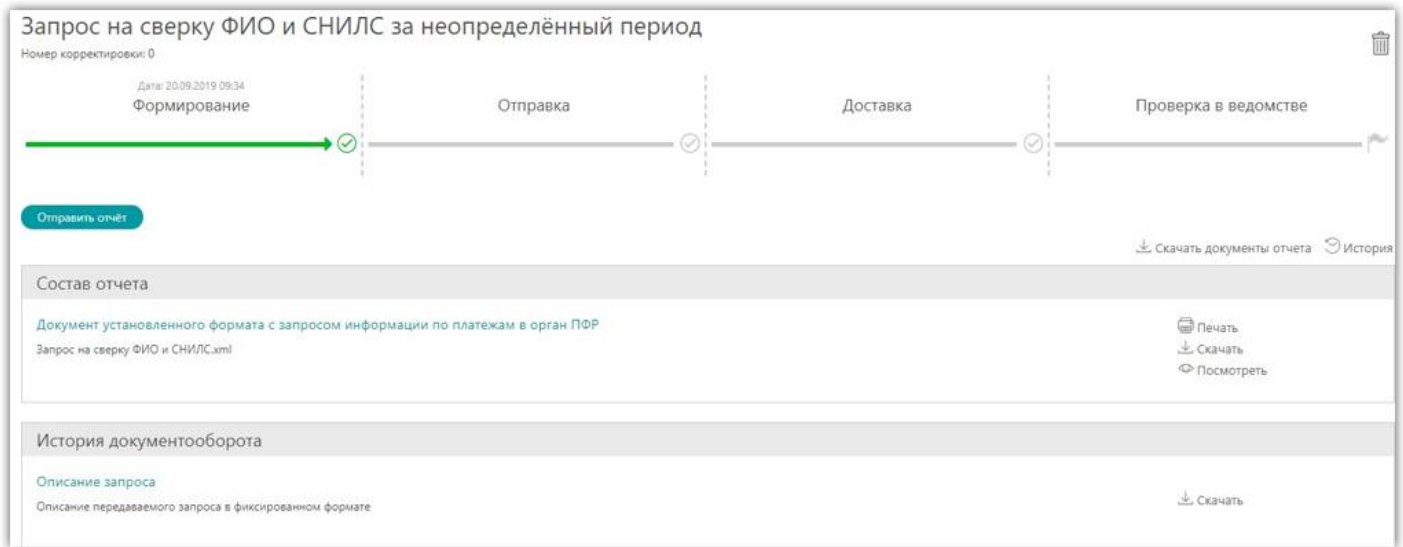 Запрос на сверку ФИО и СНИЛС за неопределённый период
Номер корректировки: 0
Дата: 20.09.2019 09:34
Формирование
Отправка
Доставка
Проверка в ведомстве
Отправить отчёт
Скачать документы отчета
История
Состав отчета
Документ установленного формата с запросом информации по платежам в орган ПФР
Запрос на сверку ФИО и СНИЛС.xml
Печать
Скачать
Посмотреть
История документооборота
Описание запроса
Описание передаваемого запроса в фиксированном формате
Скачать